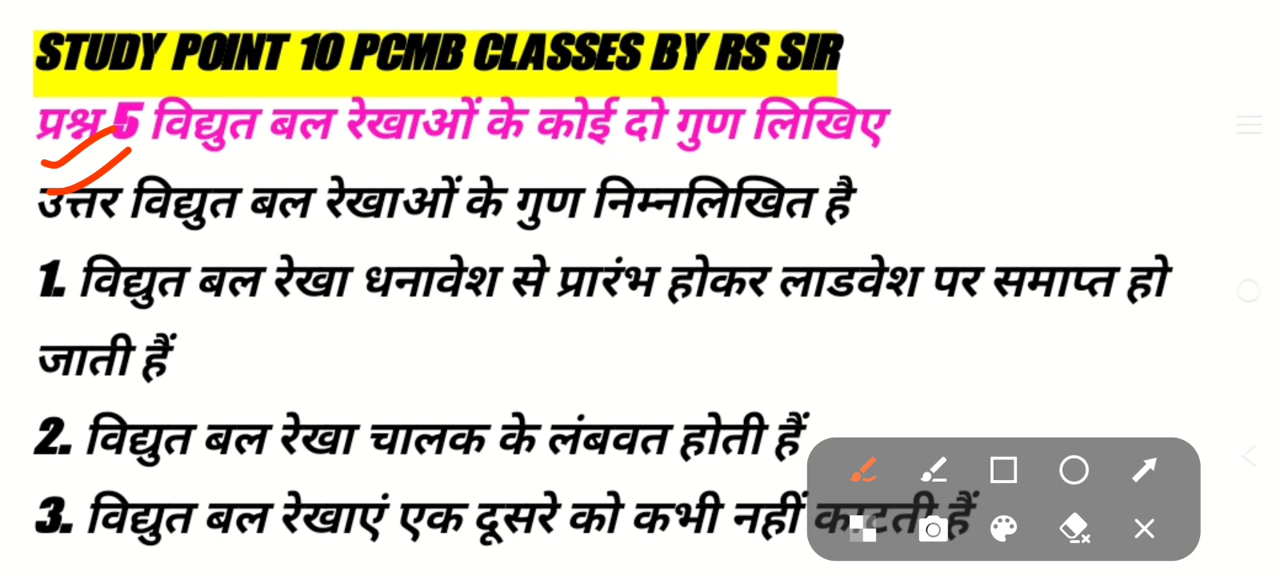 STUDY POINT 10 PCMB CLASSES BY RS SIR
प्रश्न 5 विद्युत बल रेखाओं के कोई दो गुण लिखिए
उत्तर विद्युत बल रेखाओं के गुण निम्नलिखित है
1. विद्युत बल रेखा धनावेश से प्रारंभ होकर लाडवेश पर समाप्त हो
जाती हैं
2. विद्युत बल रेखा चालक के लंबवत होती हैं
3. विद्युत बल रेखाएं एक दूसरे को कभी नहीं काटती हैं